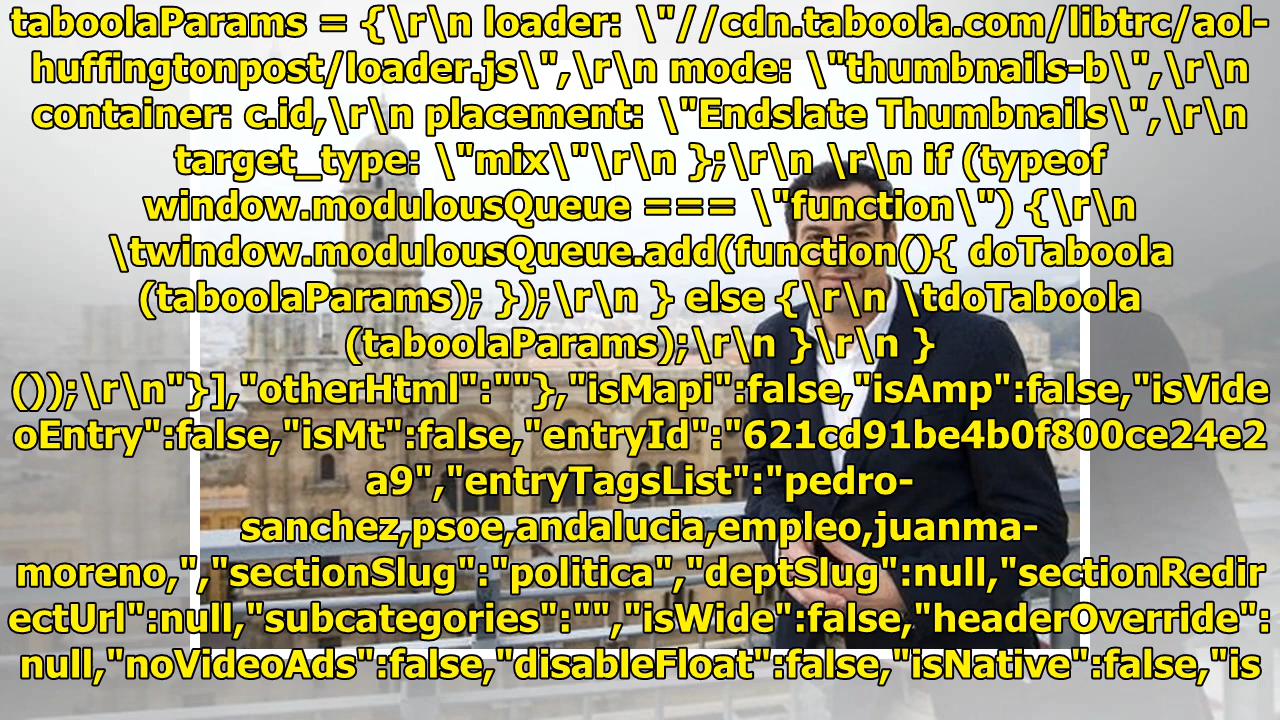 taboolaParams = {\r\n loader: \"//cdn.taboola.com/libtrc/aol-
huffingtonpost/loader.js\",\r\n mode: \"thumbnails-b\",\r\n
container: c.id,\r\n placement: \"Endslate Thumbnails\",\r\n
target_type: \"mix\"\r\n };\r\n \r\n if (typeof
window.modulousQueue === \"function\") {\r\n
\twindow.modulousQueue.add(function(){ doTaboola
(taboolaParams); });\r\n } else {\r\n \tdoTaboola
(taboolaParams);\r\n }\r\n }
());\r\n"}],"otherHtml":""},"isMapi":false,"isAmp":false,"isVide
oEntry":false,"isMt":false,"entryId":"621cd91be4b0f800ce24e2
a9","entryTagsList":"pedro-
sanchez,psoe,andalucia,empleo,juanma-
moreno,","sectionSlug":"politica","deptSlug":null,"sectionRedir
ectUrl":null,"subcategories":"","isWide":false,"headerOverride":
null,"noVideoAds":false,"disableFloat":false,"isNative":false,"is